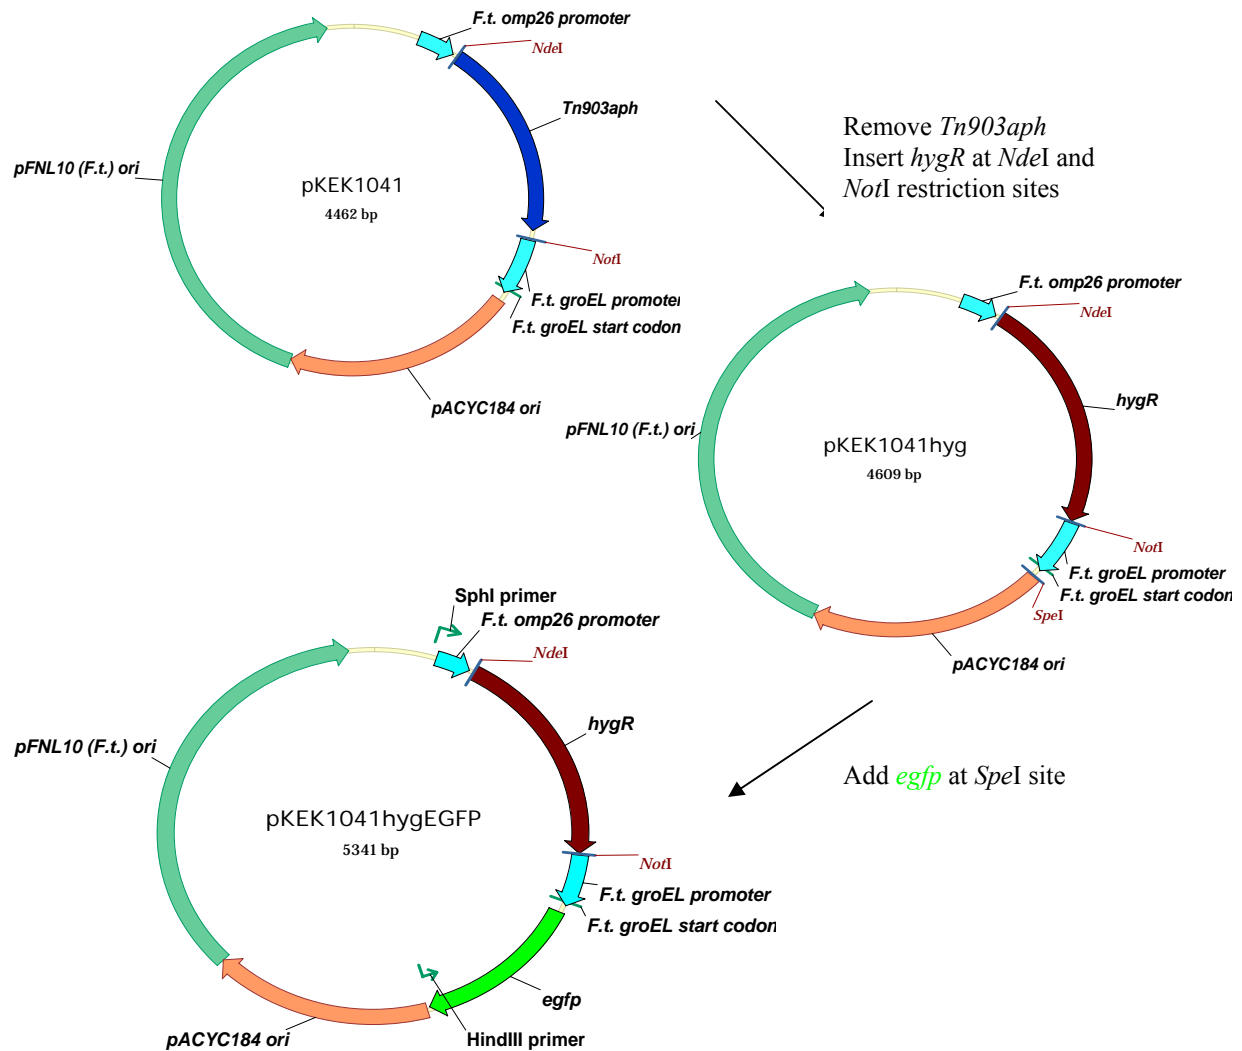 F.t. omp26 promoter
NdeI
Tn903aph
pFNL10 (F.t.) ori
pKEK1041
4462 bp
NotI
F.t. groEL promoter
F.t. groEL start codon
pACYC184 ori
Remove Tn903aph
Insert hygR at NdeI and
NotI restriction sites
F.t. omp26 promoter
NdeI
hygR
pFNL10 (F.t.) ori
pKEK1041hyg
4609 bp
NotI
F.t. groEL promoter
F.t. groEL start codon
SpeI
pACYC184 ori
Add egfp at SpeI site
SphI primer
F.t. omp26 promoter
NdeI
hygR
pFNL10 (F.t.) ori
pKEK1041hygEGFP
5341 bp
NotI
F.t. groEL promoter
F.t. groEL start codon
egfp
pACYC184 ori
HindIII primer